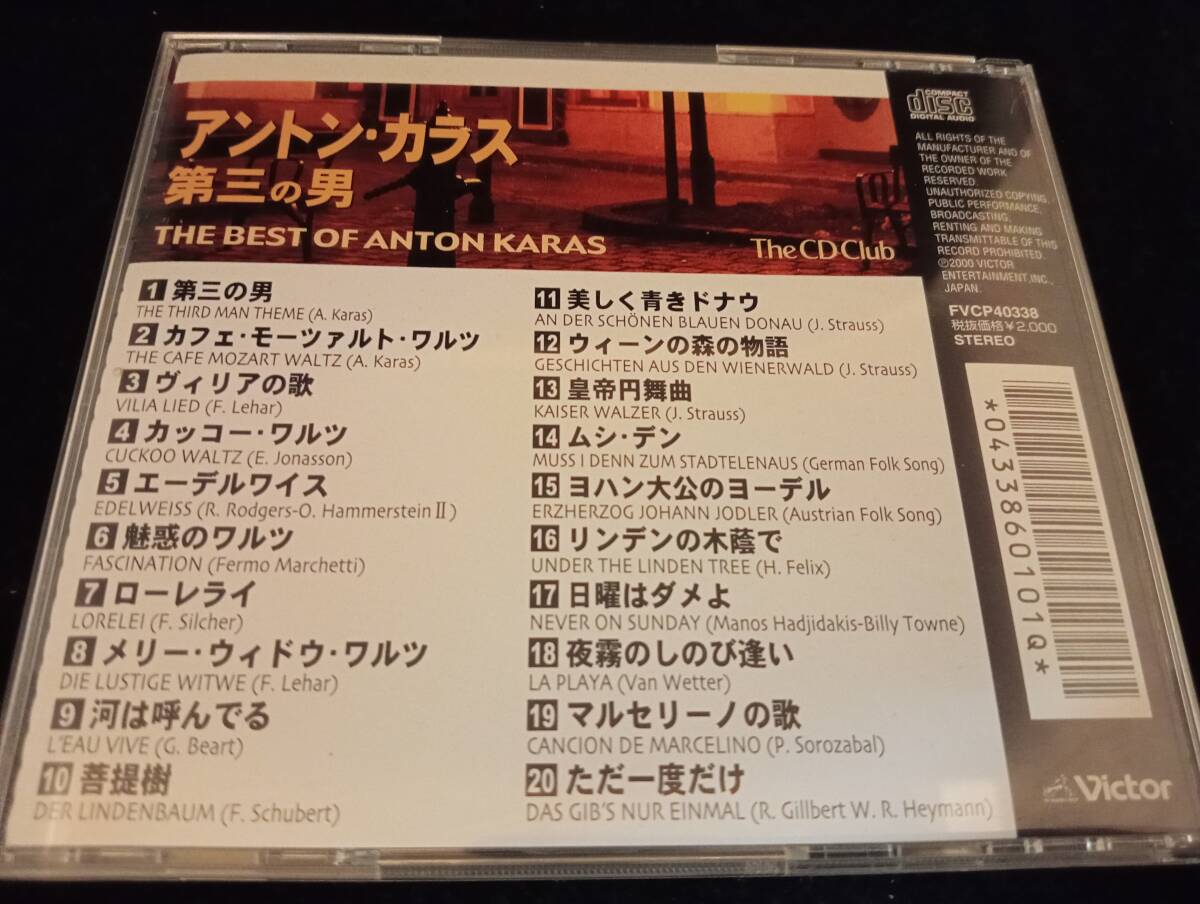 アントン・カラス
第三の男
THE BEST OF ANTON KARAS
The CD Club
1 第三の男
THE THIRD MAN THEME (A. Karas)
2 カフェ・モーツァルト・ワルツ
THE CAFE MOZART WALTZ (A. Karas)
3 ヴィリアの歌
VILIA LIED (F. Lehar)
4 カッコー・ワルツ
CUCKOO WALTZ (E. Jonasson)
5 エーデルワイス
EDELWEISS (R. Rodgers-O. Hammerstein II)
6 魅惑のワルツ
FASCINATION (Fermo Marchetti)
7 ローレライ
LORELEI (F. Silcher)
8 メリー・ウィドウ・ワルツ
DIE LUSTIGE WITWE (F. Lehar)
9 河は呼んでる
L'EAU VIVE (G. Beart)
10 菩提樹
DER LINDENBAUM (F. Schubert)
11 美しく青きドナウ
AN DER SCHÖNEN BLAUEN DONAU (J. Strauss)
12 ウィーンの森の物語
GESCHICHTEN AUS DEN WIENERWALD (J. Strauss)
13 皇帝円舞曲
KAISER WALZER (J. Strauss)
14 ムシ・デン
MUSS I DENN ZUM STADTELENAUS (German Folk Song)
15 ヨハン大公のヨーデル
ERZHERZOG JOHANN JODLER (Austrian Folk Song)
16 リンデンの木蔭で
UNDER THE LINDEN TREE (H. Felix)
17 日曜はダメよ
NEVER ON SUNDAY (Manos Hadjidakis-Billy Towne)
18 夜霧のしのび逢い
LA PLAYA (Van Wetter)
19 マルセリーノの歌
CANCION DE MARCELINO (P. Sorozabal)
20 ただ一度だけ
DAS GIB'S NUR EINMAL (R. Gillbert W. R. Heymann)
COMPACT
disc
DIGITAL AUDIO
ALL RIGHTS OF THE
MANUFACTURER AND OF
THE OWNER OF THE
RECORDED WORK
RESERVED.
UNAUTHORIZED COPYING,
PUBLIC PERFORMANCE,
BROADCASTING,
RENTING AND MAKING
TRANSMITTABLE OF THIS
RECORD PROHIBITED.
℗2000 VICTOR
ENTERTAINMENT, INC.,
JAPAN.
FVCP40338
税抜価格¥2,000
STEREO
*0433860101Q*
Victor